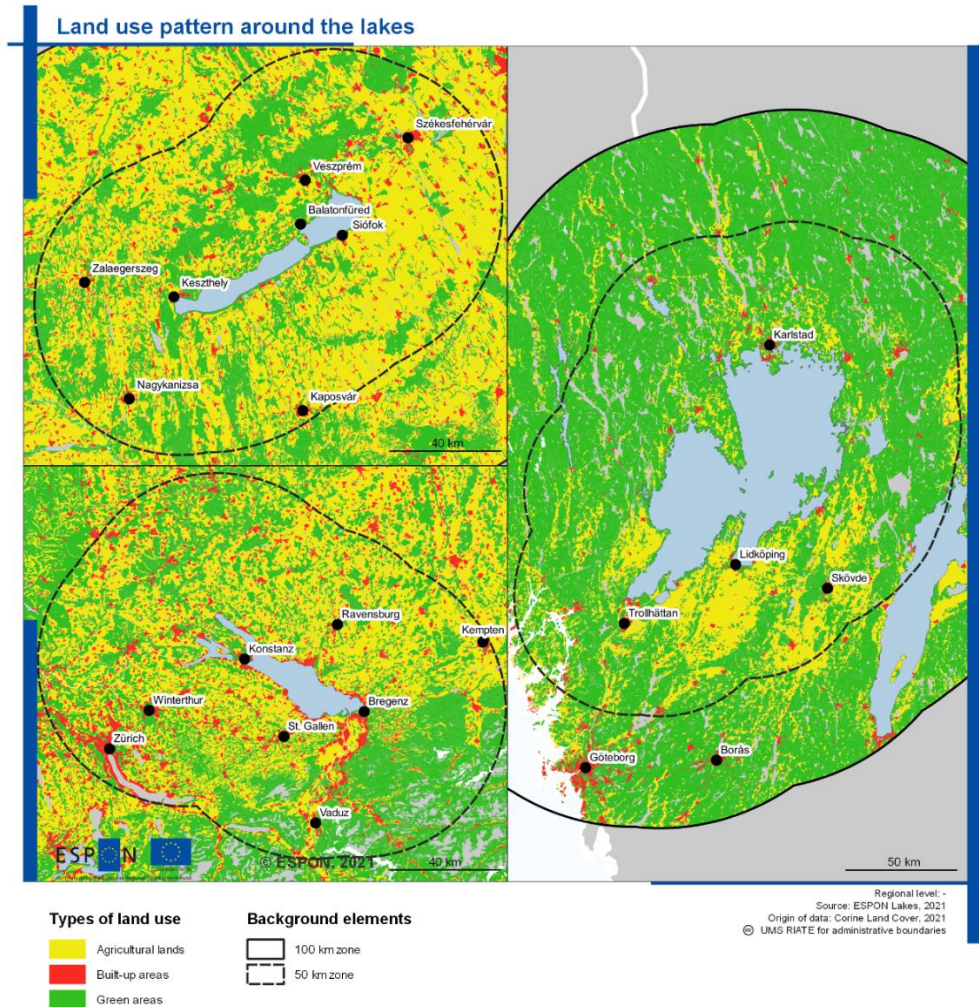 Land use pattern around the lakes
Székesfehérvár
Veszprém
Balatonfüred
Siófok
Zalaegerszeg
Keszthely
Nagykanizsa
Kaposvár
40 km
Karlstad
Lidköping
Skövde
Trollhättan
Göteborg
Borås
50 km
Ravensburg
Kempten
Konstanz
Winterthur
Bregenz
St. Gallen
Zürich
Vaduz
ESPON
© ESPON, 2021
40 km
Regional level: -
Source: ESPON Lakes, 2021
Origin of data: Corine Land Cover, 2021
UMS RIATE for administrative boundaries
Types of land use
Agricultural lands
Built-up areas
Green areas
Background elements
100 km zone
50 km zone